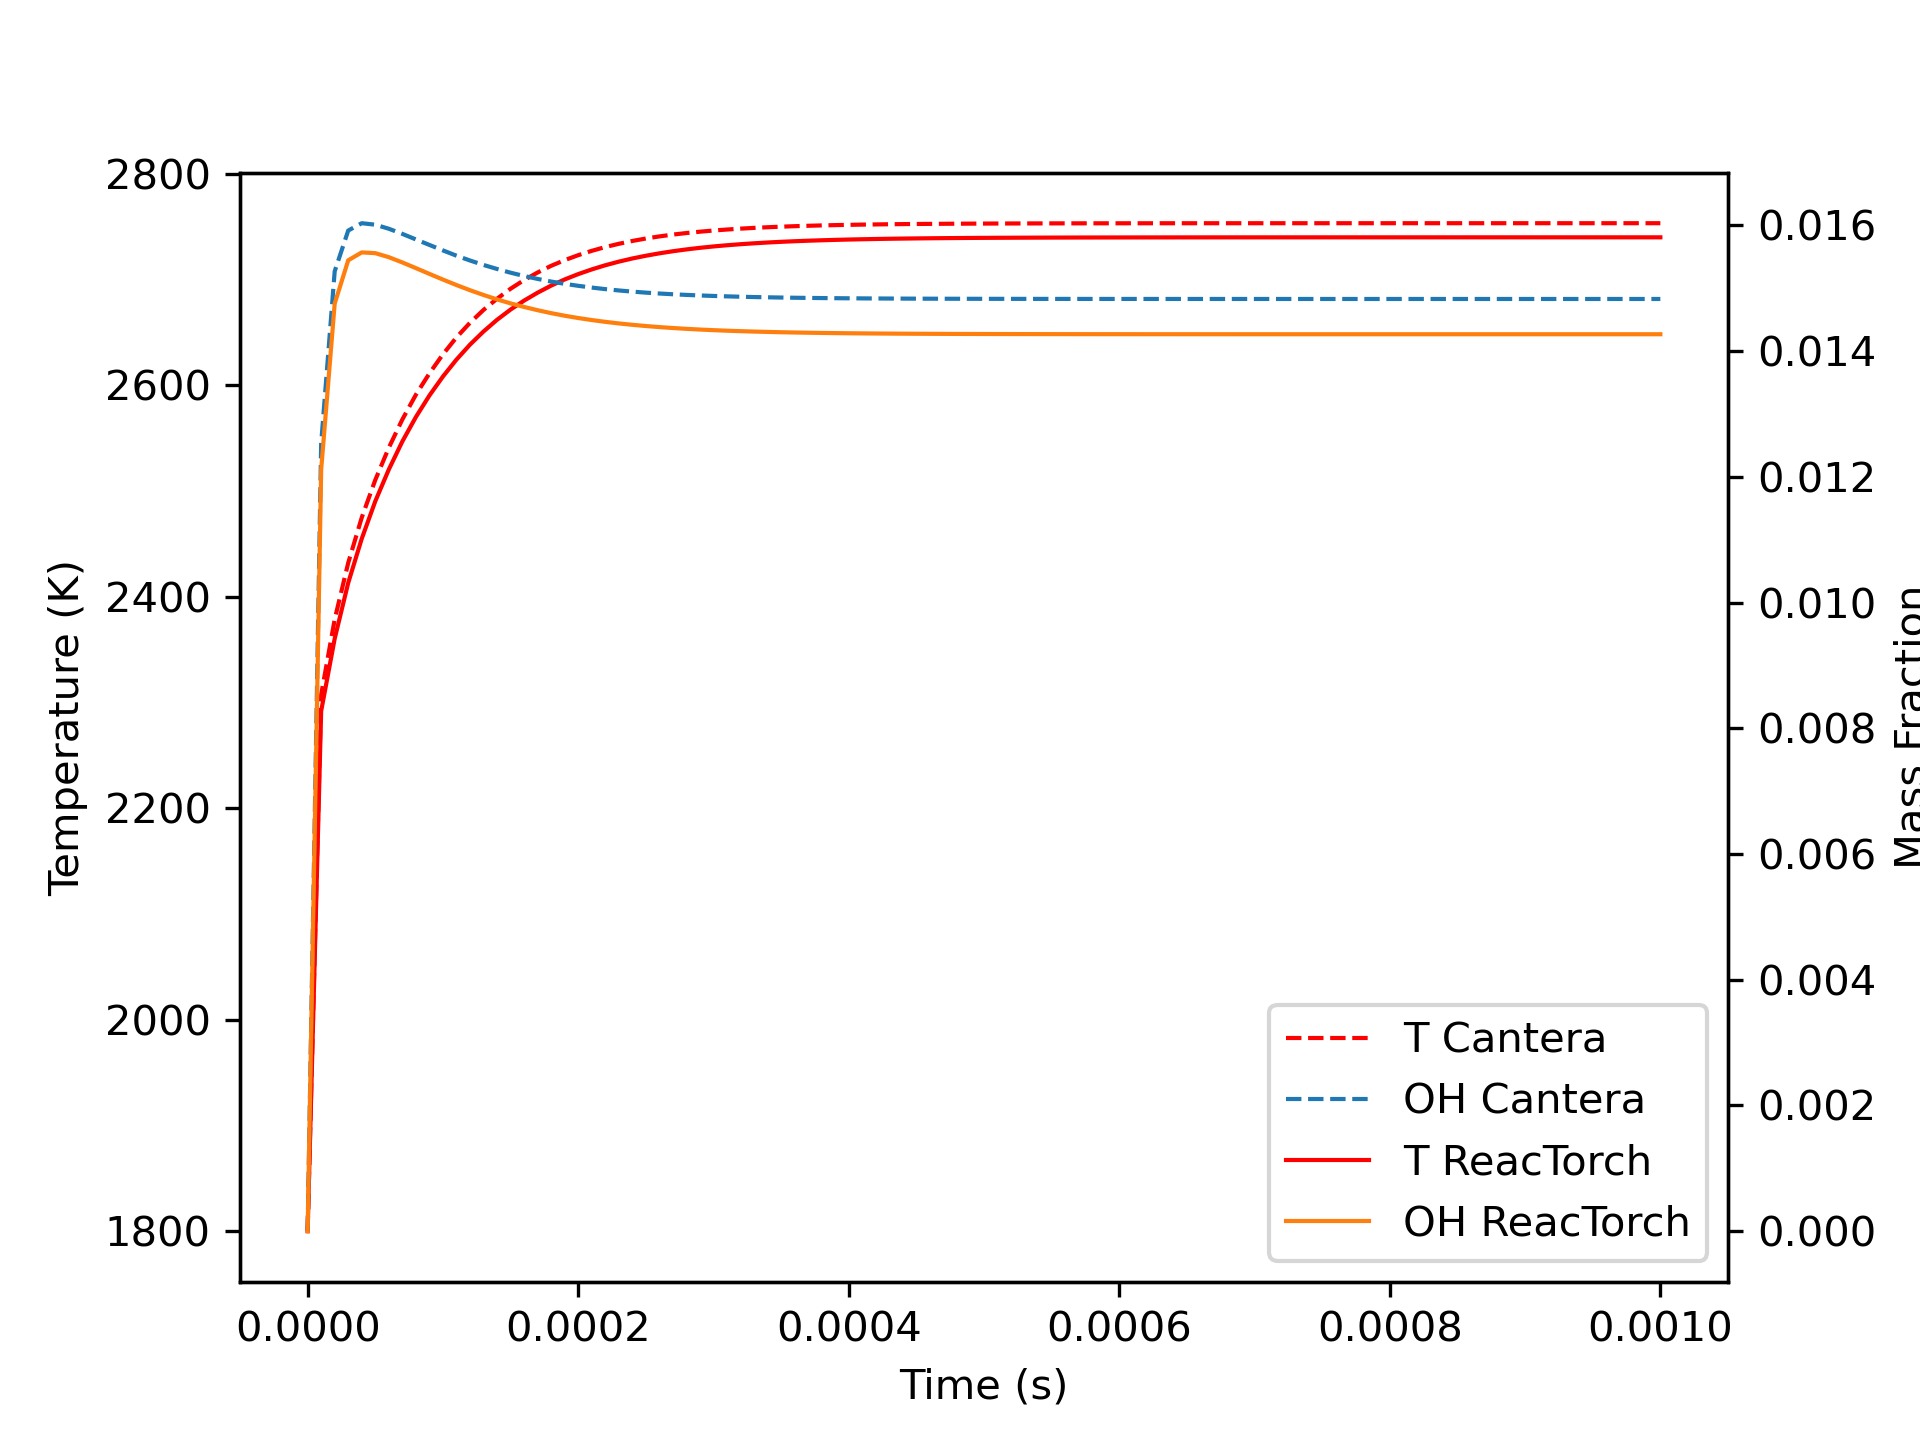 2800
2600
2400
2200
2000
1800
Temperature (K)
0.016
0.014
0.012
0.010
0.008
0.006
0.004
0.002
0.000
Mass Fraction
T Cantera
OH Cantera
T ReacTorch
OH ReacTorch
0.0000 0.0002 0.0004 0.0006 0.0008 0.0010
Time (s)